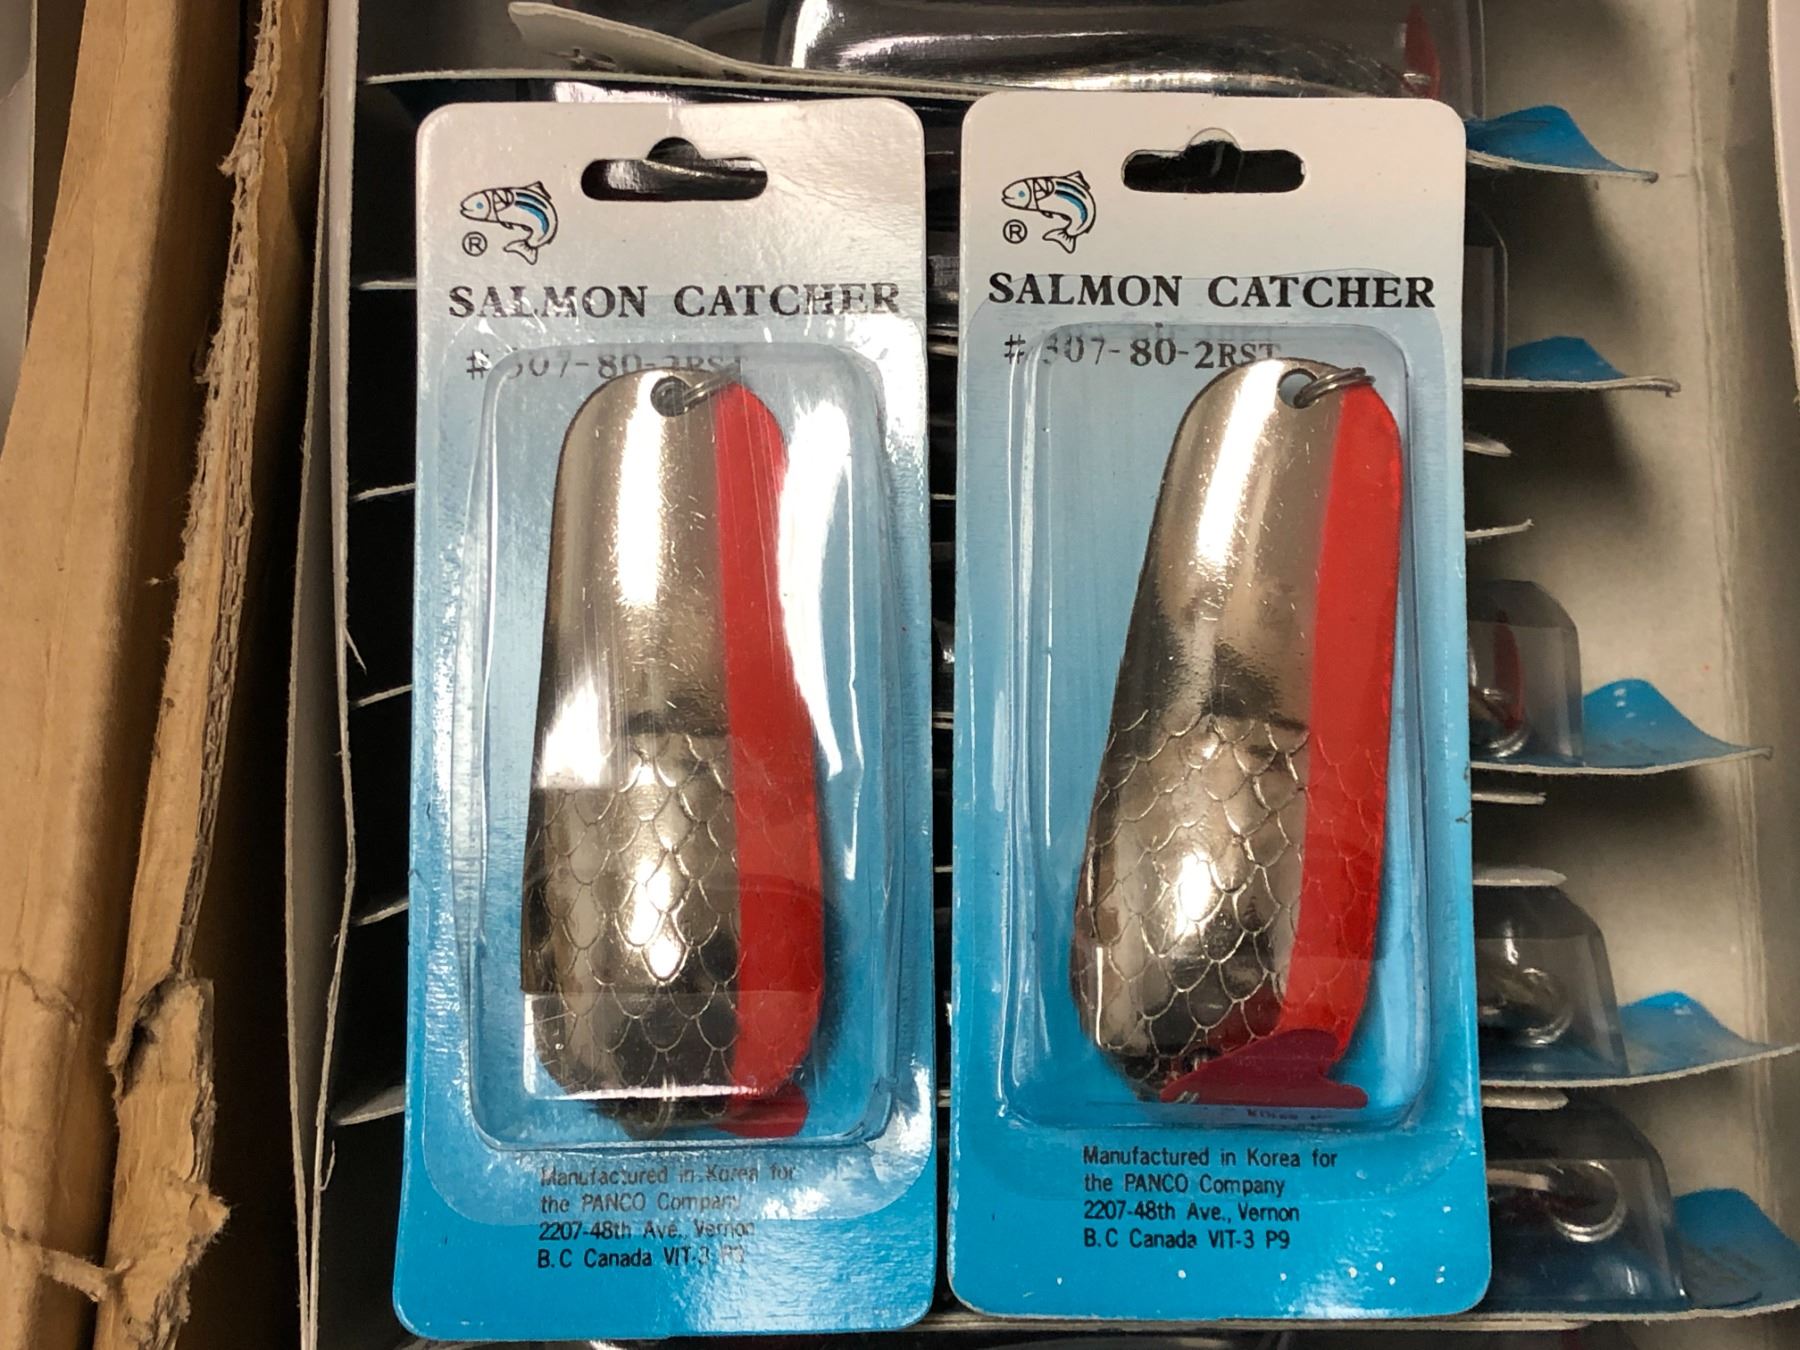 ®
SALMON CATCHER
# 307-80-2RST
Manufactured in Korea for
the PANCO Company
2207-48th Ave., Vernon
B.C Canada VIT-3 P9
®
SALMON CATCHER
# 307-80-2RST
Manufactured in Korea for
the PANCO Company
2207-48th Ave., Vernon
B.C Canada VIT-3 P9